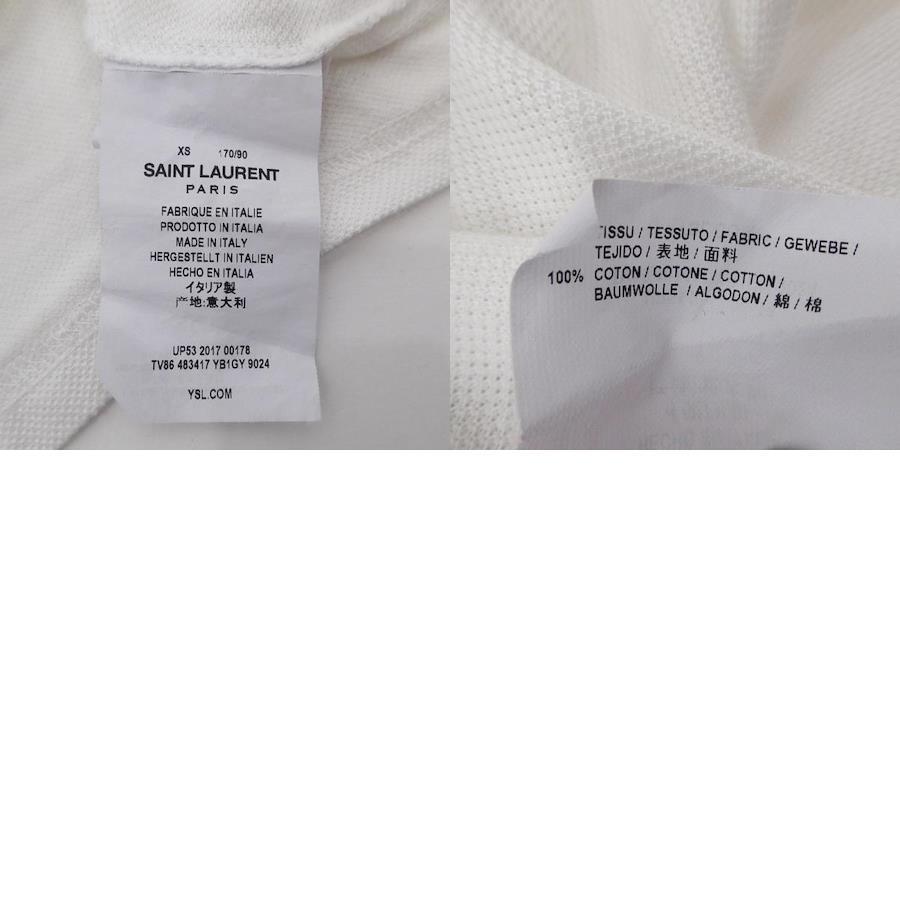 XS 170/90
SAINT LAURENT
PARIS
FABRIQUE EN ITALIE
PRODOTTO IN ITALIA
MADE IN ITALY
HERGESTELLT IN ITALIEN
HECHO EN ITALIA
イタリア製
产地:意大利
UP53 2017 00178
TV86 483417 YB1GY 9024
YSL.COM
TISSU / TESSUTO / FABRIC / GEWEBE /
TEJIDO / 表地 / 面料
100% COTON / COTONE / COTTON /
BAUMWOLLE / ALGODON / 綿 / 棉